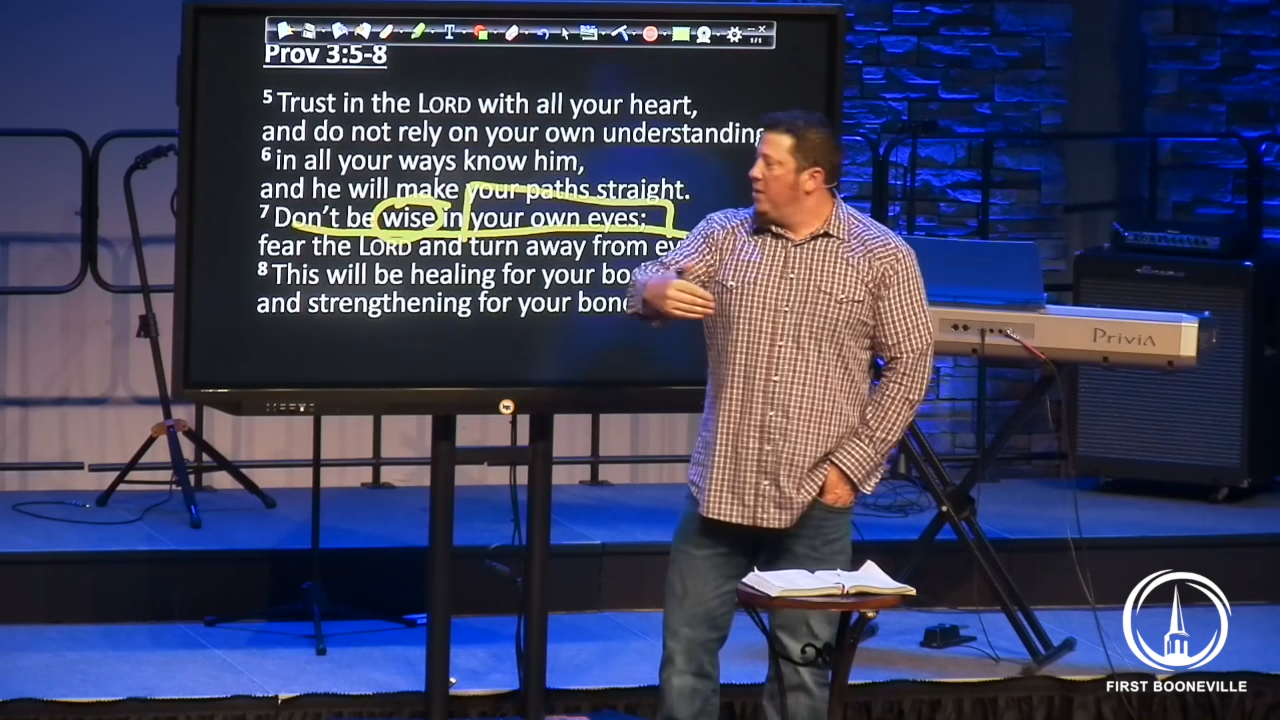 Prov 3:5-8
5 Trust in the LORD with all your heart,
and do not rely on your own understanding
6 in all your ways know him,
and he will make your paths straight.
7 Don't be wise in your own eyes;
fear the LORD and turn away from
8 This will be healing for your
and strengthening for your
PriviA
FIRST BOONEVILLE
1/1